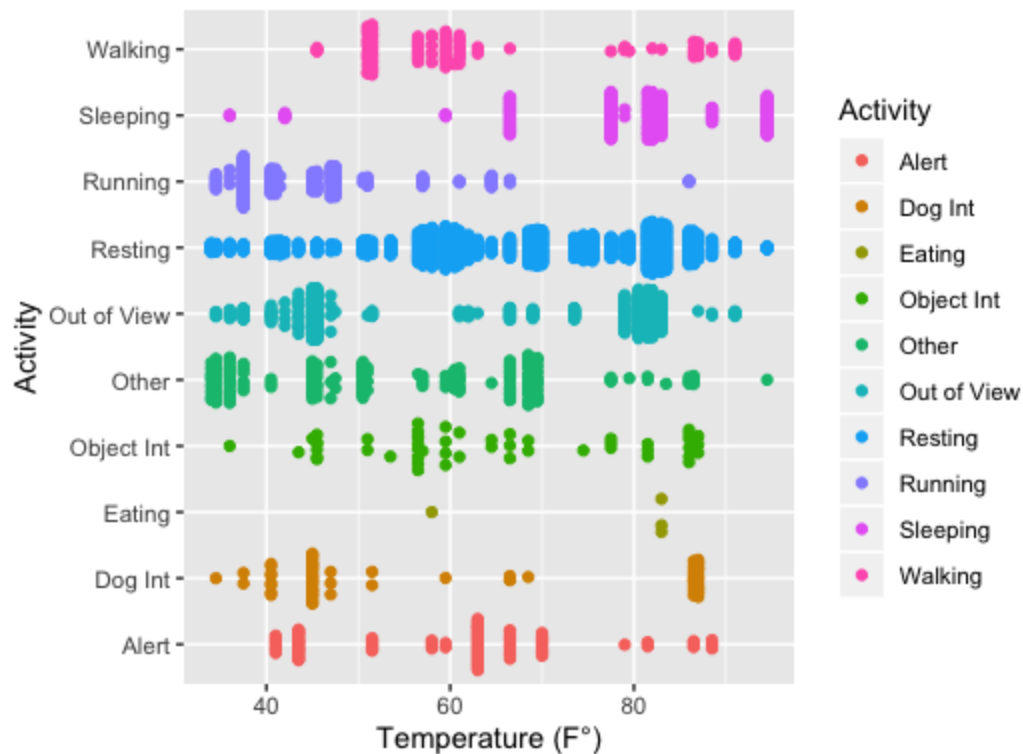 Walking
Sleeping
Running
Resting
Out of View
Other
Object Int
Eating
Dog Int
Alert
Activity
40 60 80
Temperature (F°)
Activity
Alert
Dog Int
Eating
Object Int
Other
Out of View
Resting
Running
Sleeping
Walking